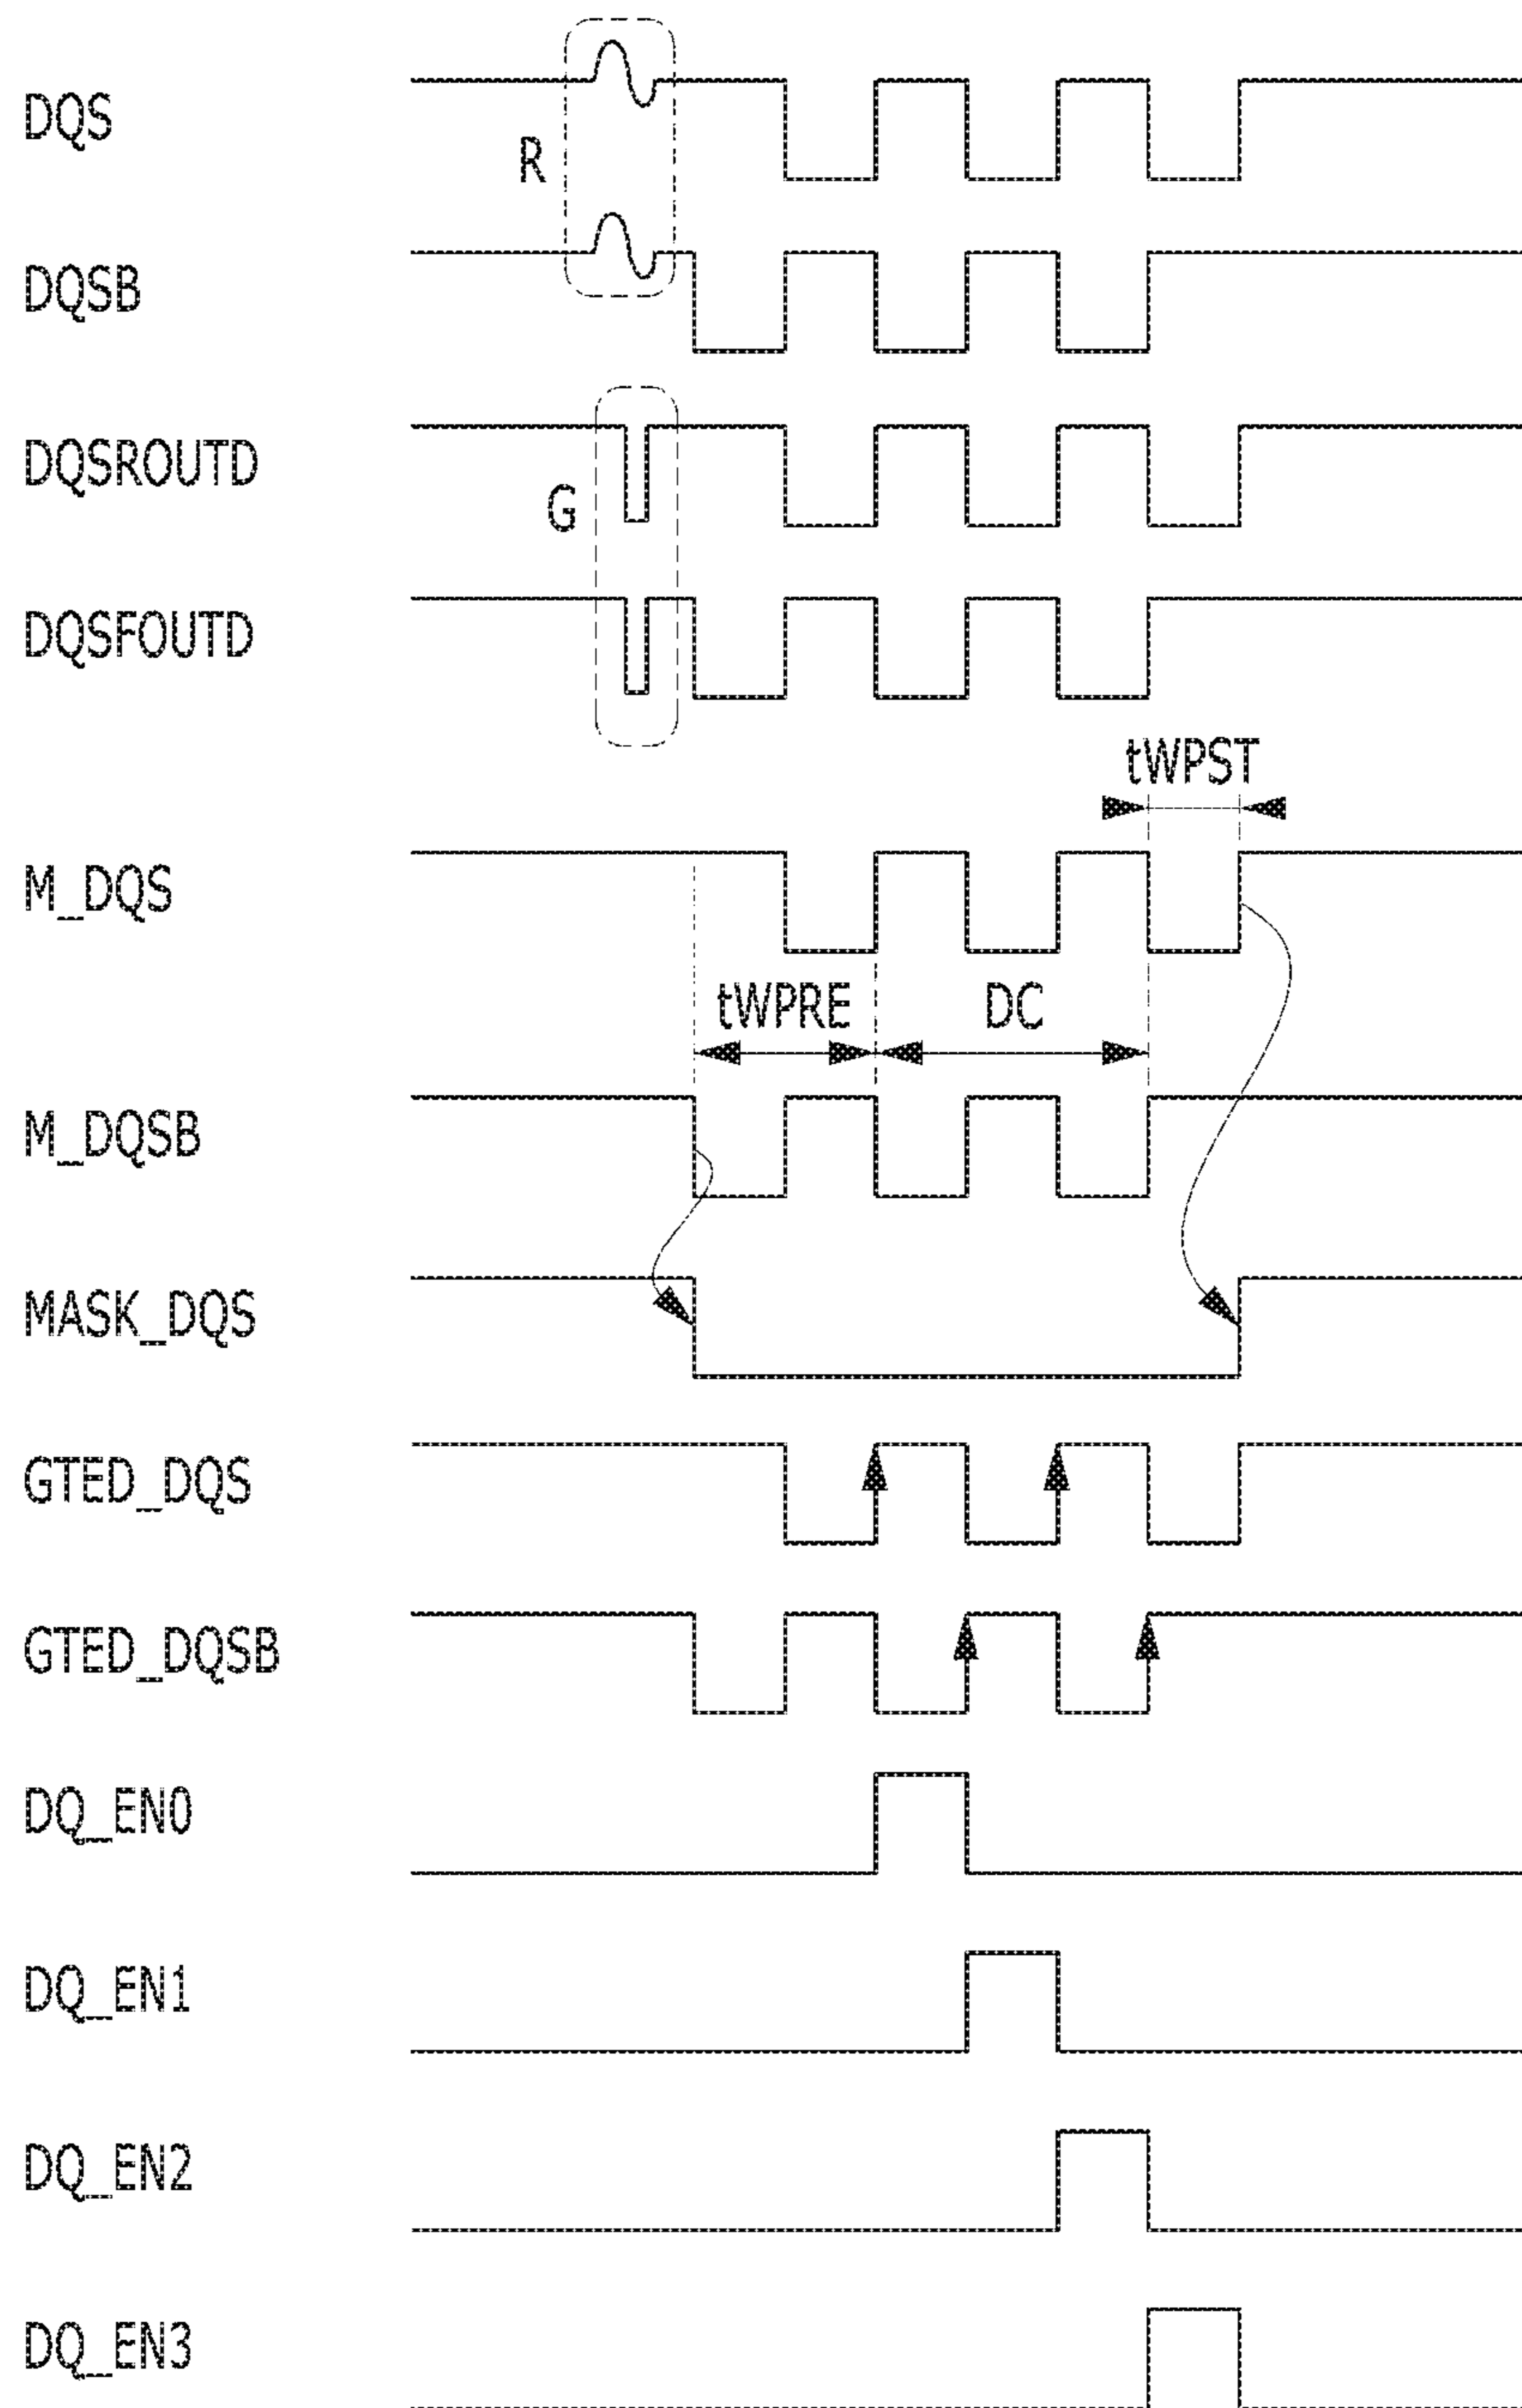 DQS
R
DQSB
DQSROUTD
G
DQSFOUTD
tWPST
M_DQS
tWPRE
DC
M_DQSB
MASK_DQS
GTED_DQS
GTED_DQSB
DQ_EN0
DQ_EN1
DQ_EN2
DQ_EN3